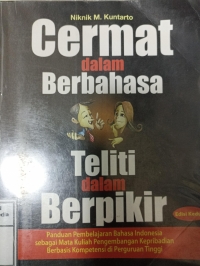 Niknik M. Kuntarto
Cermat
dalam
Berbahasa
Teliti
dalam
Berpikir
Panduan Pembelajaran Bahasa Indonesia
sebagai Mata Kuliah Pengembangan Kepribadian
Berbasis Kompetensi di Perguruan Tinggi